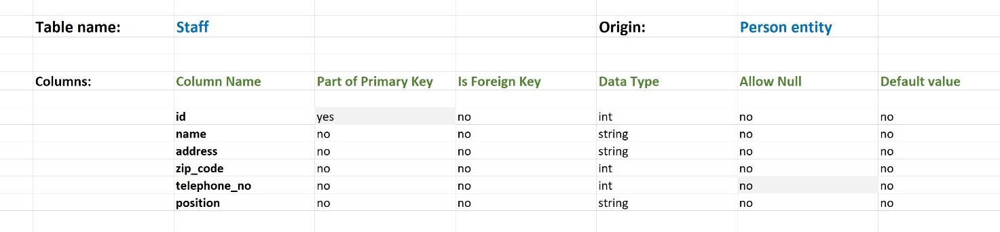 Table name: Staff Origin: Person entity
Columns: Column Name Part of Primary Key Is Foreign Key Data Type Allow Null Default value
id yes no int no no
name no no string no no
address no no string no no
zip_code no no int no no
telephone_no no no int no no
position no no string no no